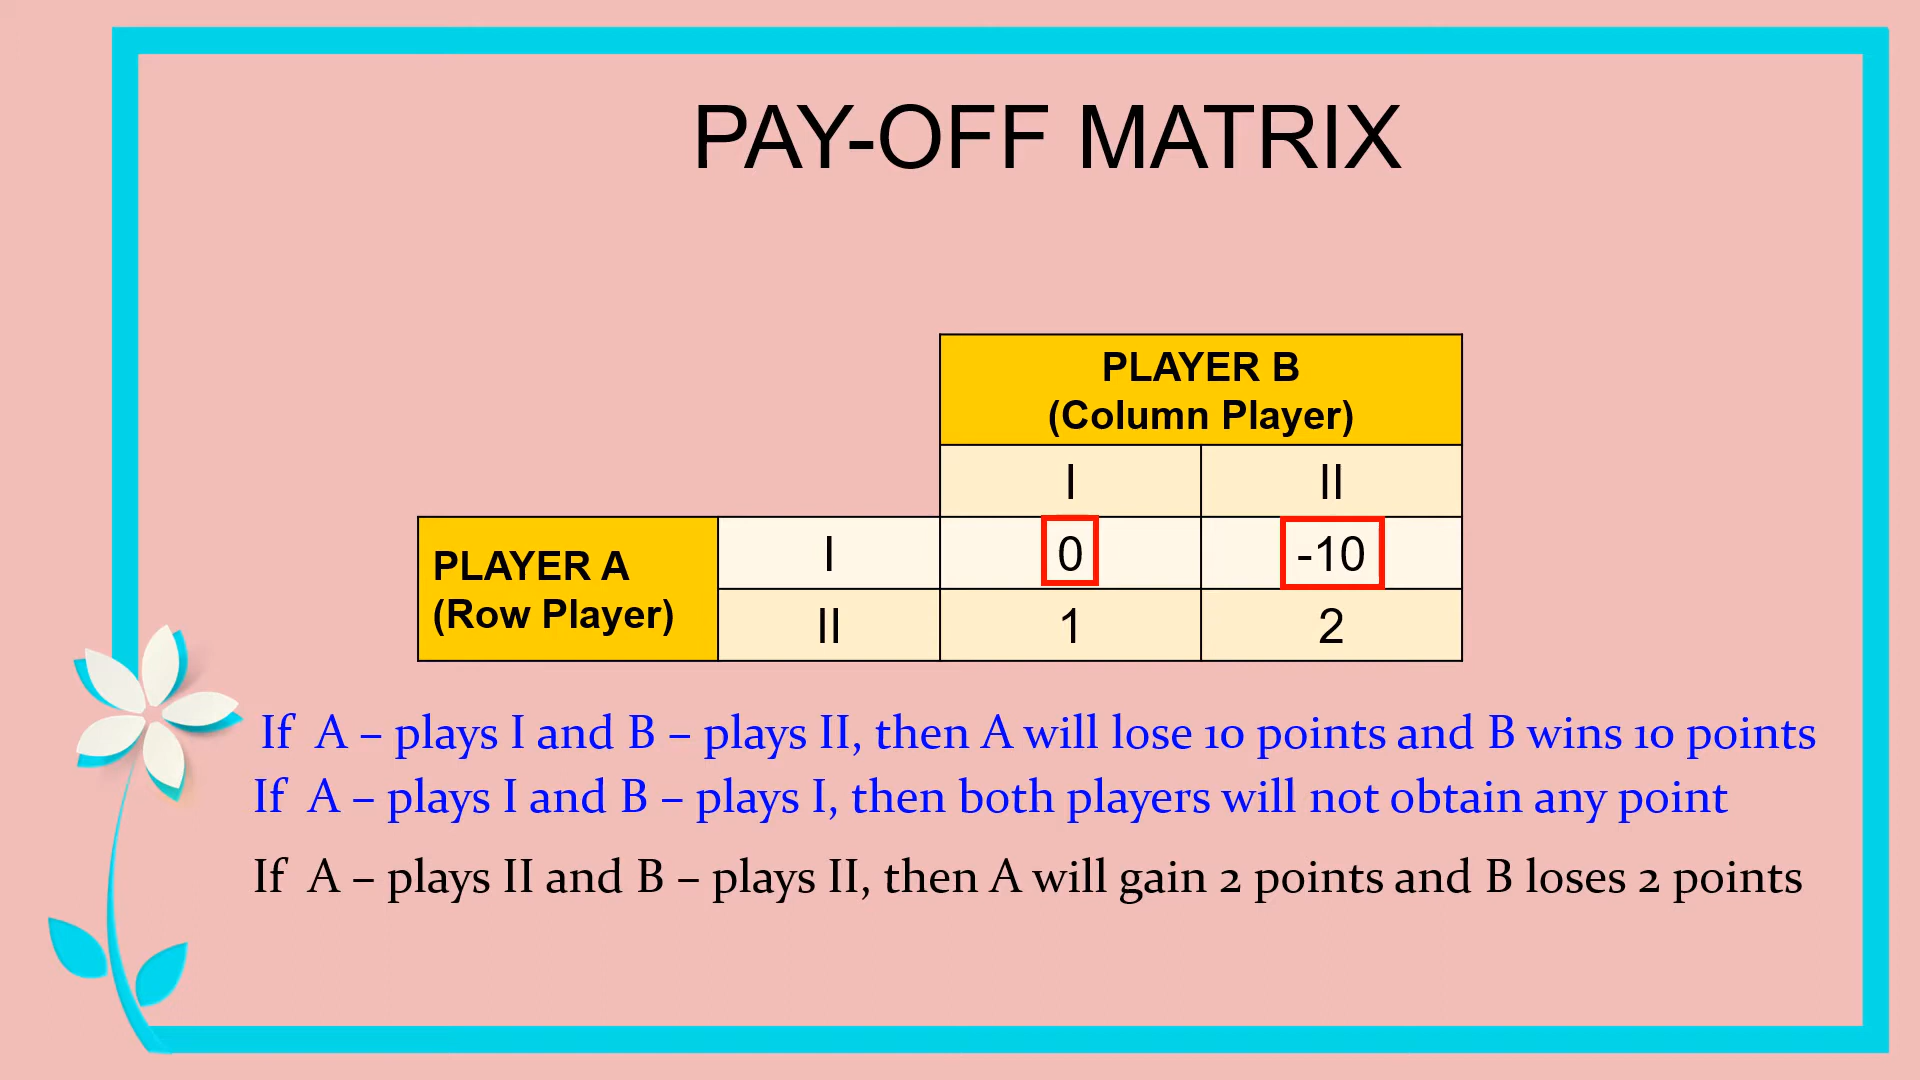 PAY-OFF MATRIX
PLAYER B
(Column Player)
I II
PLAYER A
(Row Player)
I 0 -10
II 1 2
If A – plays I and B – plays II, then A will lose 10 points and B wins 10 points
If A – plays I and B – plays I, then both players will not obtain any point
If A – plays II and B – plays II, then A will gain 2 points and B loses 2 points